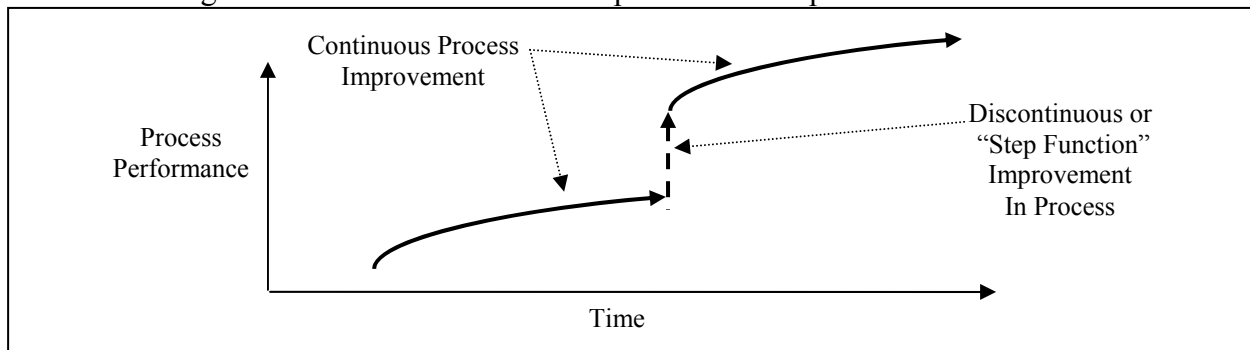 Continuous Process
Improvement
Process
Performance
Discontinuous or
“Step Function”
Improvement
In Process
Time